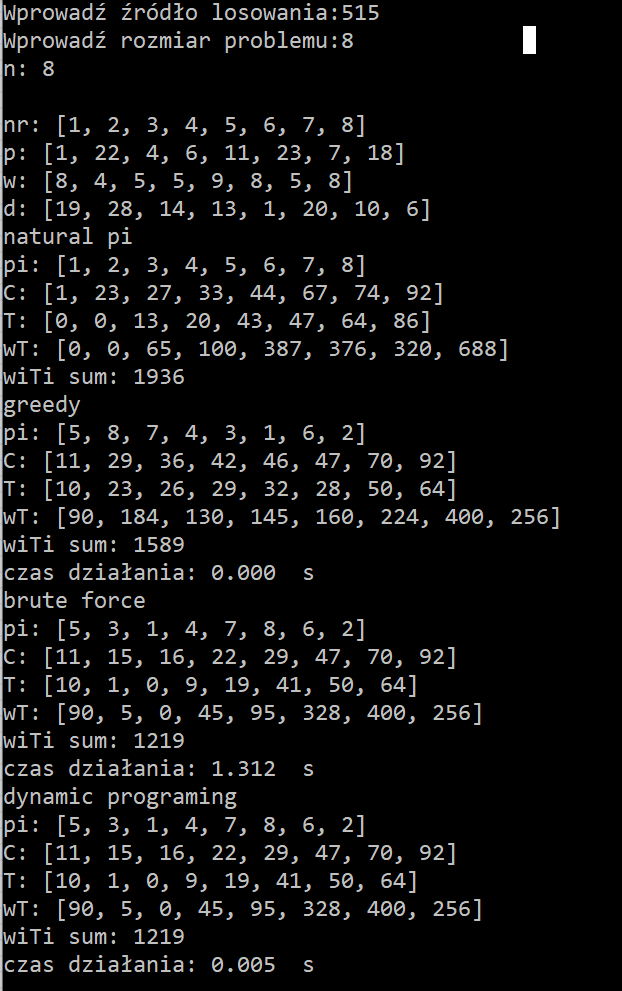 Wprowadź źródło losowania:515
Wprowadź rozmiar problemu:8
n: 8
nr: [1, 2, 3, 4, 5, 6, 7, 8]
p: [1, 22, 4, 6, 11, 23, 7, 18]
w: [8, 4, 5, 5, 9, 8, 5, 8]
d: [19, 28, 14, 13, 1, 20, 10, 6]
natural pi
pi: [1, 2, 3, 4, 5, 6, 7, 8]
C: [1, 23, 27, 33, 44, 67, 74, 92]
T: [0, 0, 13, 20, 43, 47, 64, 86]
wT: [0, 0, 65, 100, 387, 376, 320, 688]
wiTi sum: 1936
greedy
pi: [5, 8, 7, 4, 3, 1, 6, 2]
C: [11, 29, 36, 42, 46, 47, 70, 92]
T: [10, 23, 26, 29, 32, 28, 50, 64]
wT: [90, 184, 130, 145, 160, 224, 400, 256]
wiTi sum: 1589
czas działania: 0.000  s
brute force
pi: [5, 3, 1, 4, 7, 8, 6, 2]
C: [11, 15, 16, 22, 29, 47, 70, 92]
T: [10, 1, 0, 9, 19, 41, 50, 64]
wT: [90, 5, 0, 45, 95, 328, 400, 256]
wiTi sum: 1219
czas działania: 1.312  s
dynamic programing
pi: [5, 3, 1, 4, 7, 8, 6, 2]
C: [11, 15, 16, 22, 29, 47, 70, 92]
T: [10, 1, 0, 9, 19, 41, 50, 64]
wT: [90, 5, 0, 45, 95, 328, 400, 256]
wiTi sum: 1219
czas działania: 0.005  s